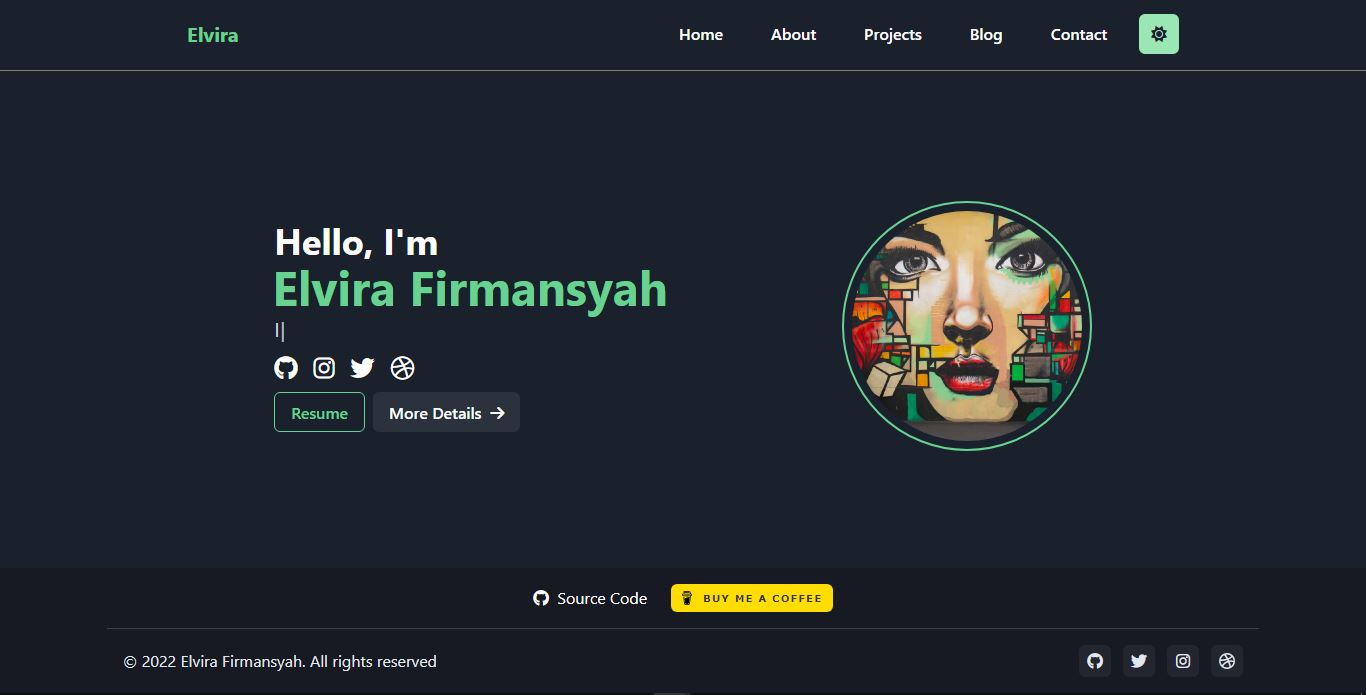 Elvira
Home About Projects Blog Contact
Hello, I'm
Elvira Firmansyah
I|
Resume More Details →
Source Code BUY ME A COFFEE
© 2022 Elvira Firmansyah. All rights reserved